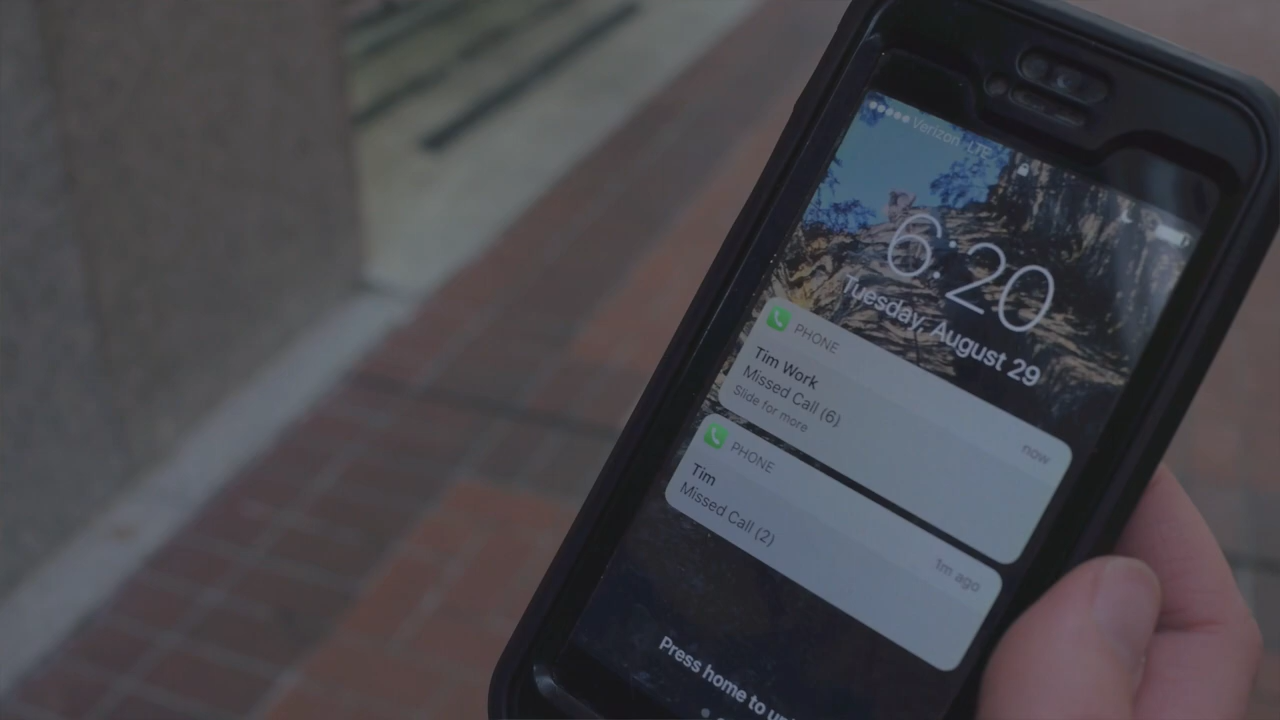 Verizon LTE
6:20
Tuesday, August 29
PHONE
now
Tim Work
Missed Call (6)
Slide for more
PHONE
1m ago
Tim
Missed Call (2)
Press home to